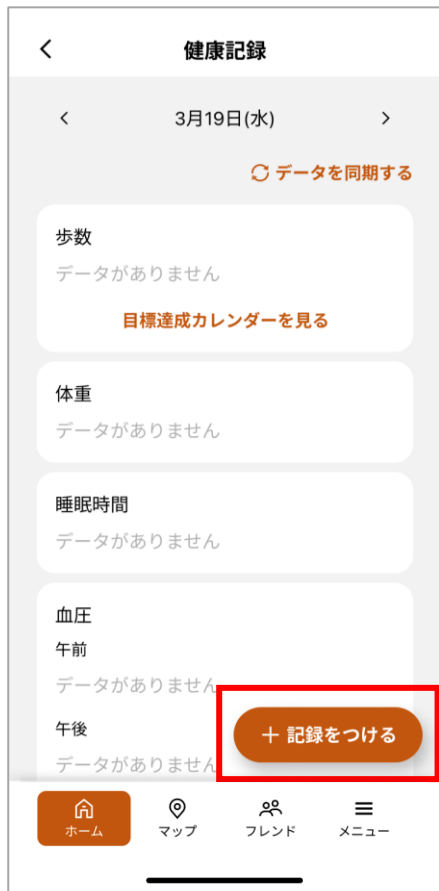 健康記録
3月19日(水)
データを同期する
歩数
データがありません
目標達成カレンダーを見る
体重
データがありません
睡眠時間
データがありません
血圧
午前
データがありません
午後
データがありません
+ 記録をつける
ホーム
マップ
フレンド
メニュー